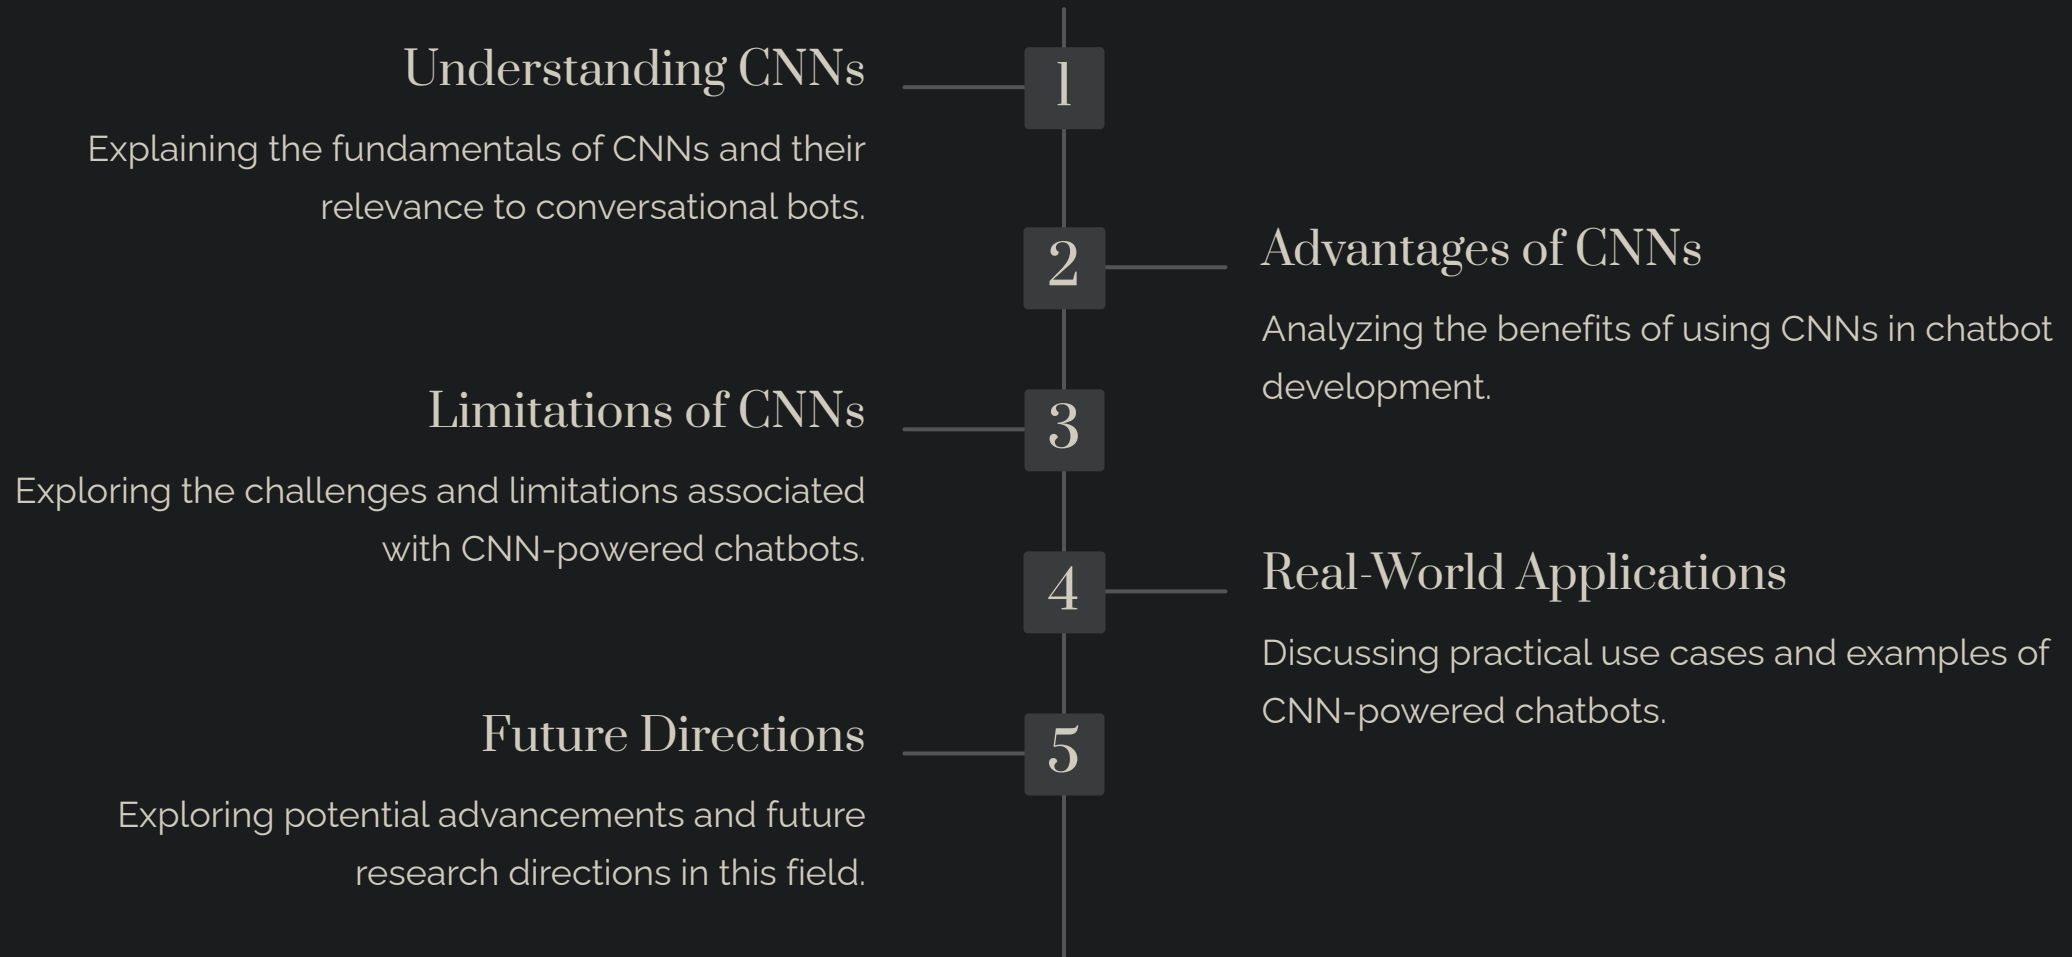 Understanding CNNs
1
Explaining the fundamentals of CNNs and their
relevance to conversational bots.
2
Advantages of CNNs
Analyzing the benefits of using CNNs in chatbot
development.
Limitations of CNNs
3
Exploring the challenges and limitations associated
with CNN-powered chatbots.
4
Real-World Applications
Discussing practical use cases and examples of
CNN-powered chatbots.
Future Directions
5
Exploring potential advancements and future
research directions in this field.